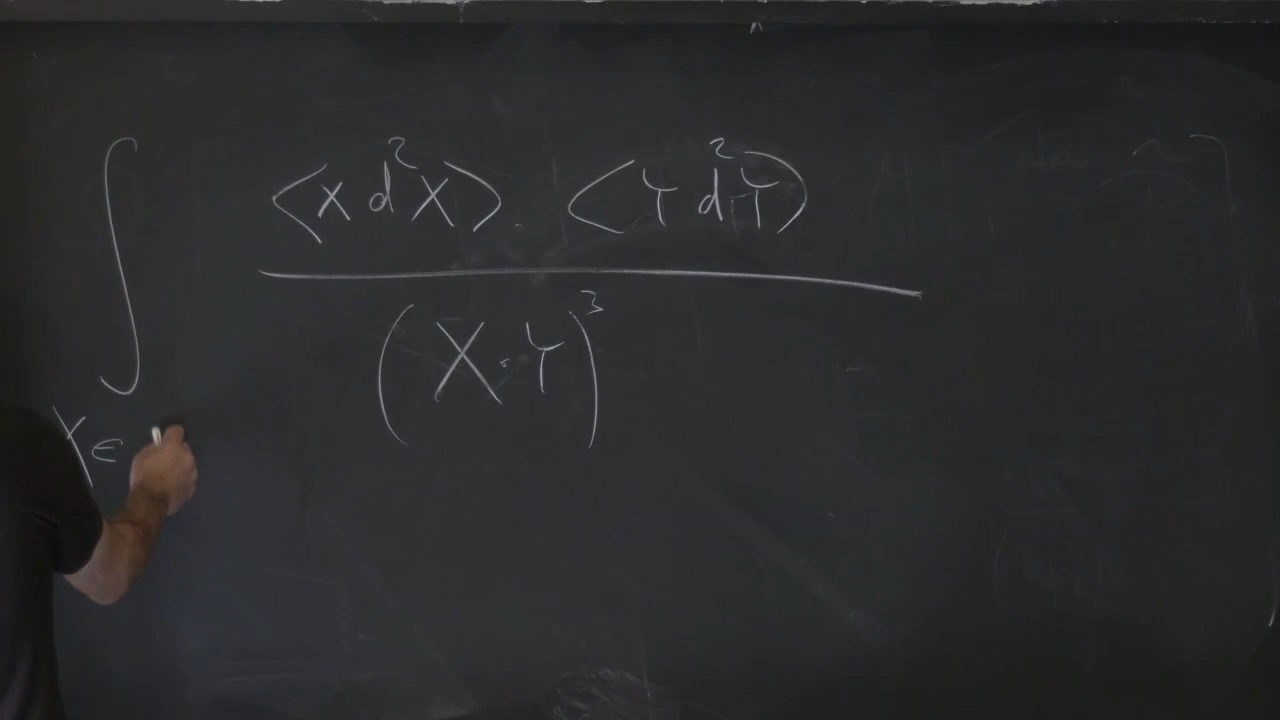 ∫ ⟨X d²X⟩ · ⟨Y d²Y⟩
(X · Y)³
X ∈